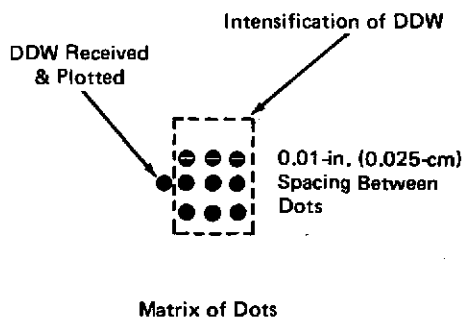 Intensification of DDW
DDW Received
& Plotted
0.01-in. (0.025-cm)
Spacing Between
Dots
Matrix of Dots